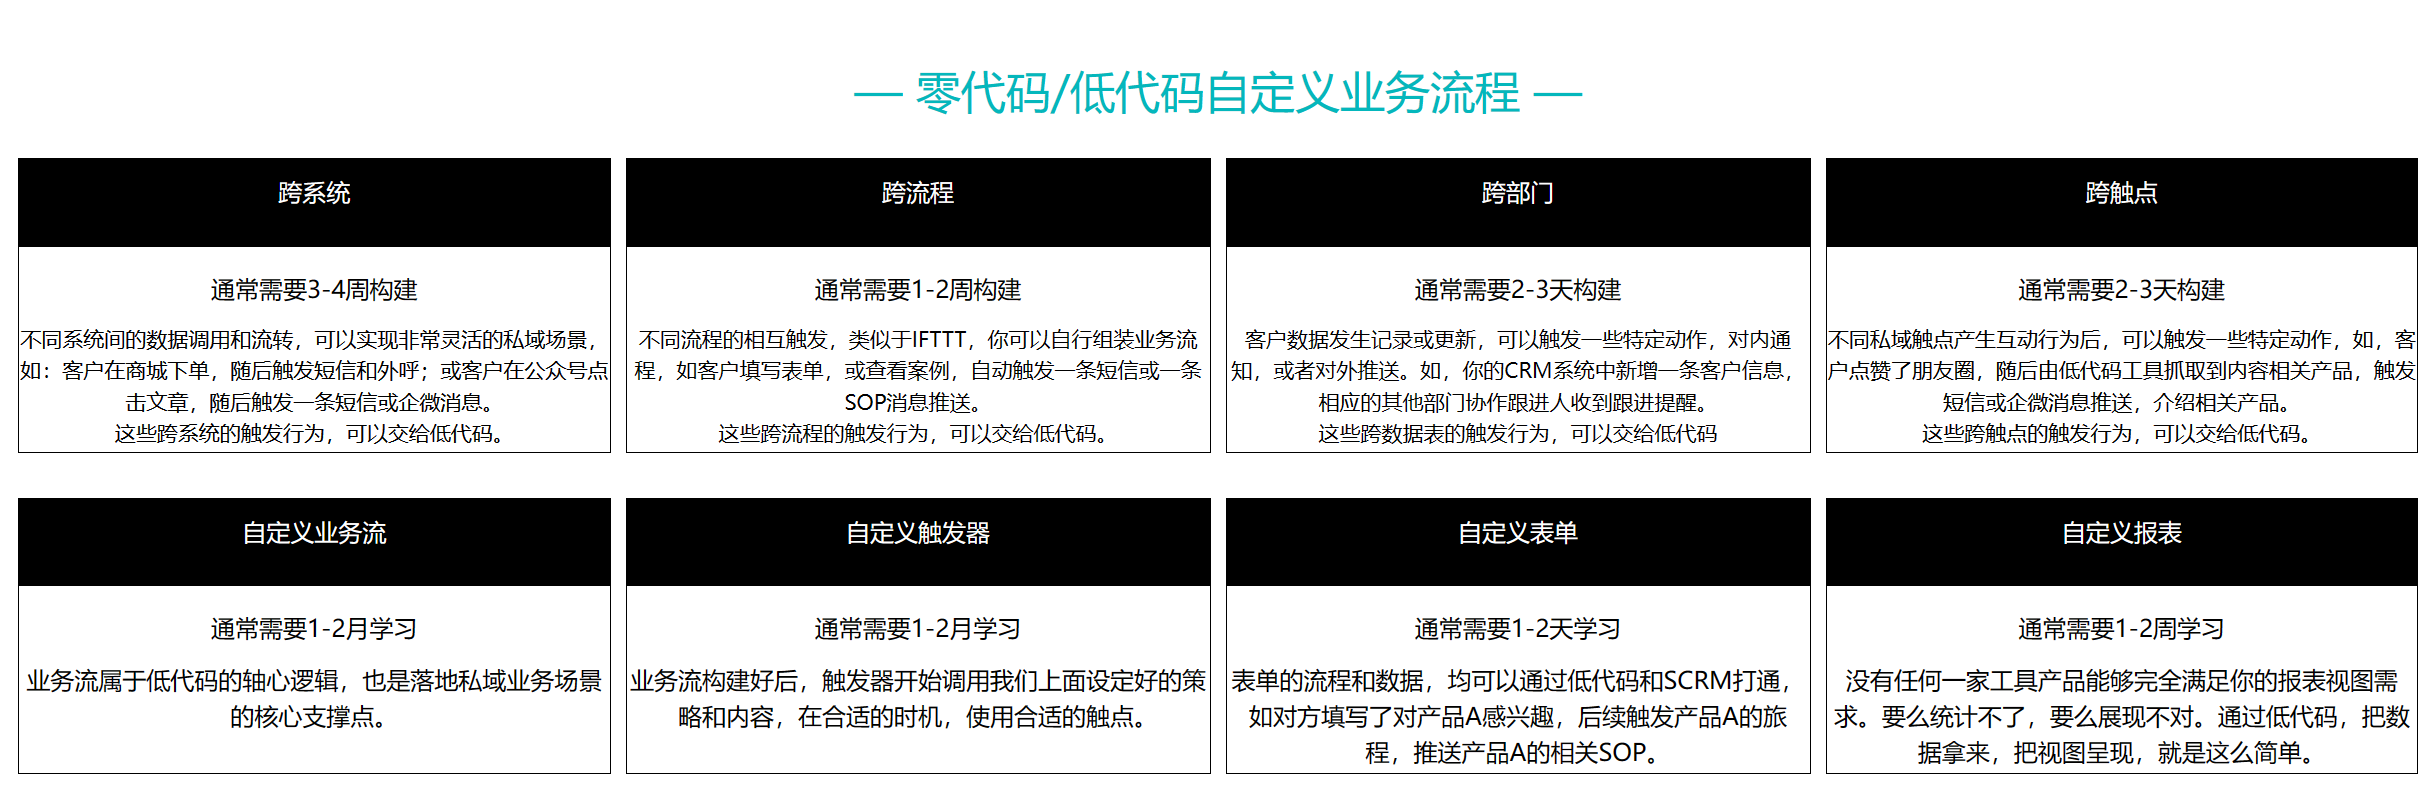 — 零代码/低代码自定义业务流程 —
跨系统
通常需要3-4周构建
不同系统间的数据调用和流转，可以实现非常灵活的私域场景，
如：客户在商城下单，随后触发短信和外呼；或客户在公众号点
击文章，随后触发一条短信或企微消息。
这些跨系统的触发行为，可以交给低代码。
跨流程
通常需要1-2周构建
不同流程的相互触发，类似于IFTTT，你可以自行组装业务流
程，如客户填写表单，或查看案例，自动触发一条短信或一条
SOP消息推送。
这些跨流程的触发行为，可以交给低代码。
跨部门
通常需要2-3天构建
客户数据发生记录或更新，可以触发一些特定动作，对内通
知，或者对外推送。如，你的CRM系统中新增一条客户信息，
相应的其他部门协作跟进人收到跟进提醒。
这些跨数据表的触发行为，可以交给低代码
跨触点
通常需要2-3天构建
不同私域触点产生互动行为后，可以触发一些特定动作，如，客
户点赞了朋友圈，随后由低代码工具抓取到内容相关产品，触发
短信或企微消息推送，介绍相关产品。
这些跨触点的触发行为，可以交给低代码。
自定义业务流
通常需要1-2月学习
业务流属于低代码的轴心逻辑，也是落地私域业务场景
的核心支撑点。
自定义触发器
通常需要1-2月学习
业务流构建好后，触发器开始调用我们上面设定好的策
略和内容，在合适的时机，使用合适的触点。
自定义表单
通常需要1-2天学习
表单的流程和数据，均可以通过低代码和SCRM打通，
如对方填写了对产品A感兴趣，后续触发产品A的旅
程，推送产品A的相关SOP。
自定义报表
通常需要1-2周学习
没有任何一家工具产品能够完全满足你的报表视图需
求。要么统计不了，要么展现不对。通过低代码，把数
据拿来，把视图呈现，就是这么简单。